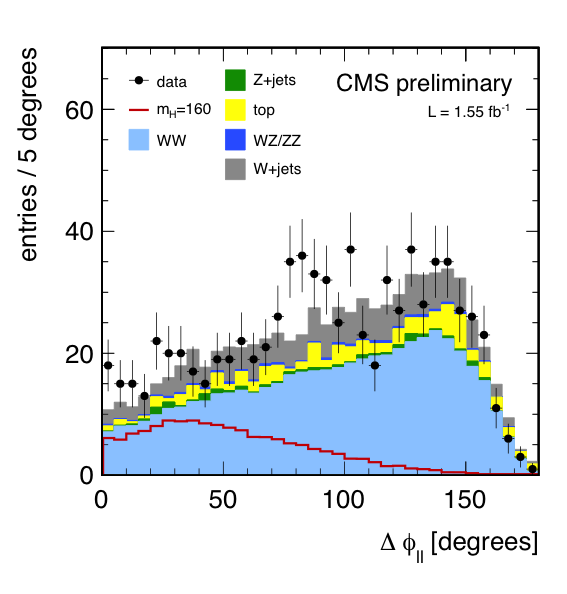 entries / 5 degrees
60
40
20
0
data
m_H=160
WW
Z+jets
top
WZ/ZZ
W+jets
CMS preliminary
L = 1.55 fb⁻¹
0 50 100 150
Δ ϕ_ll [degrees]